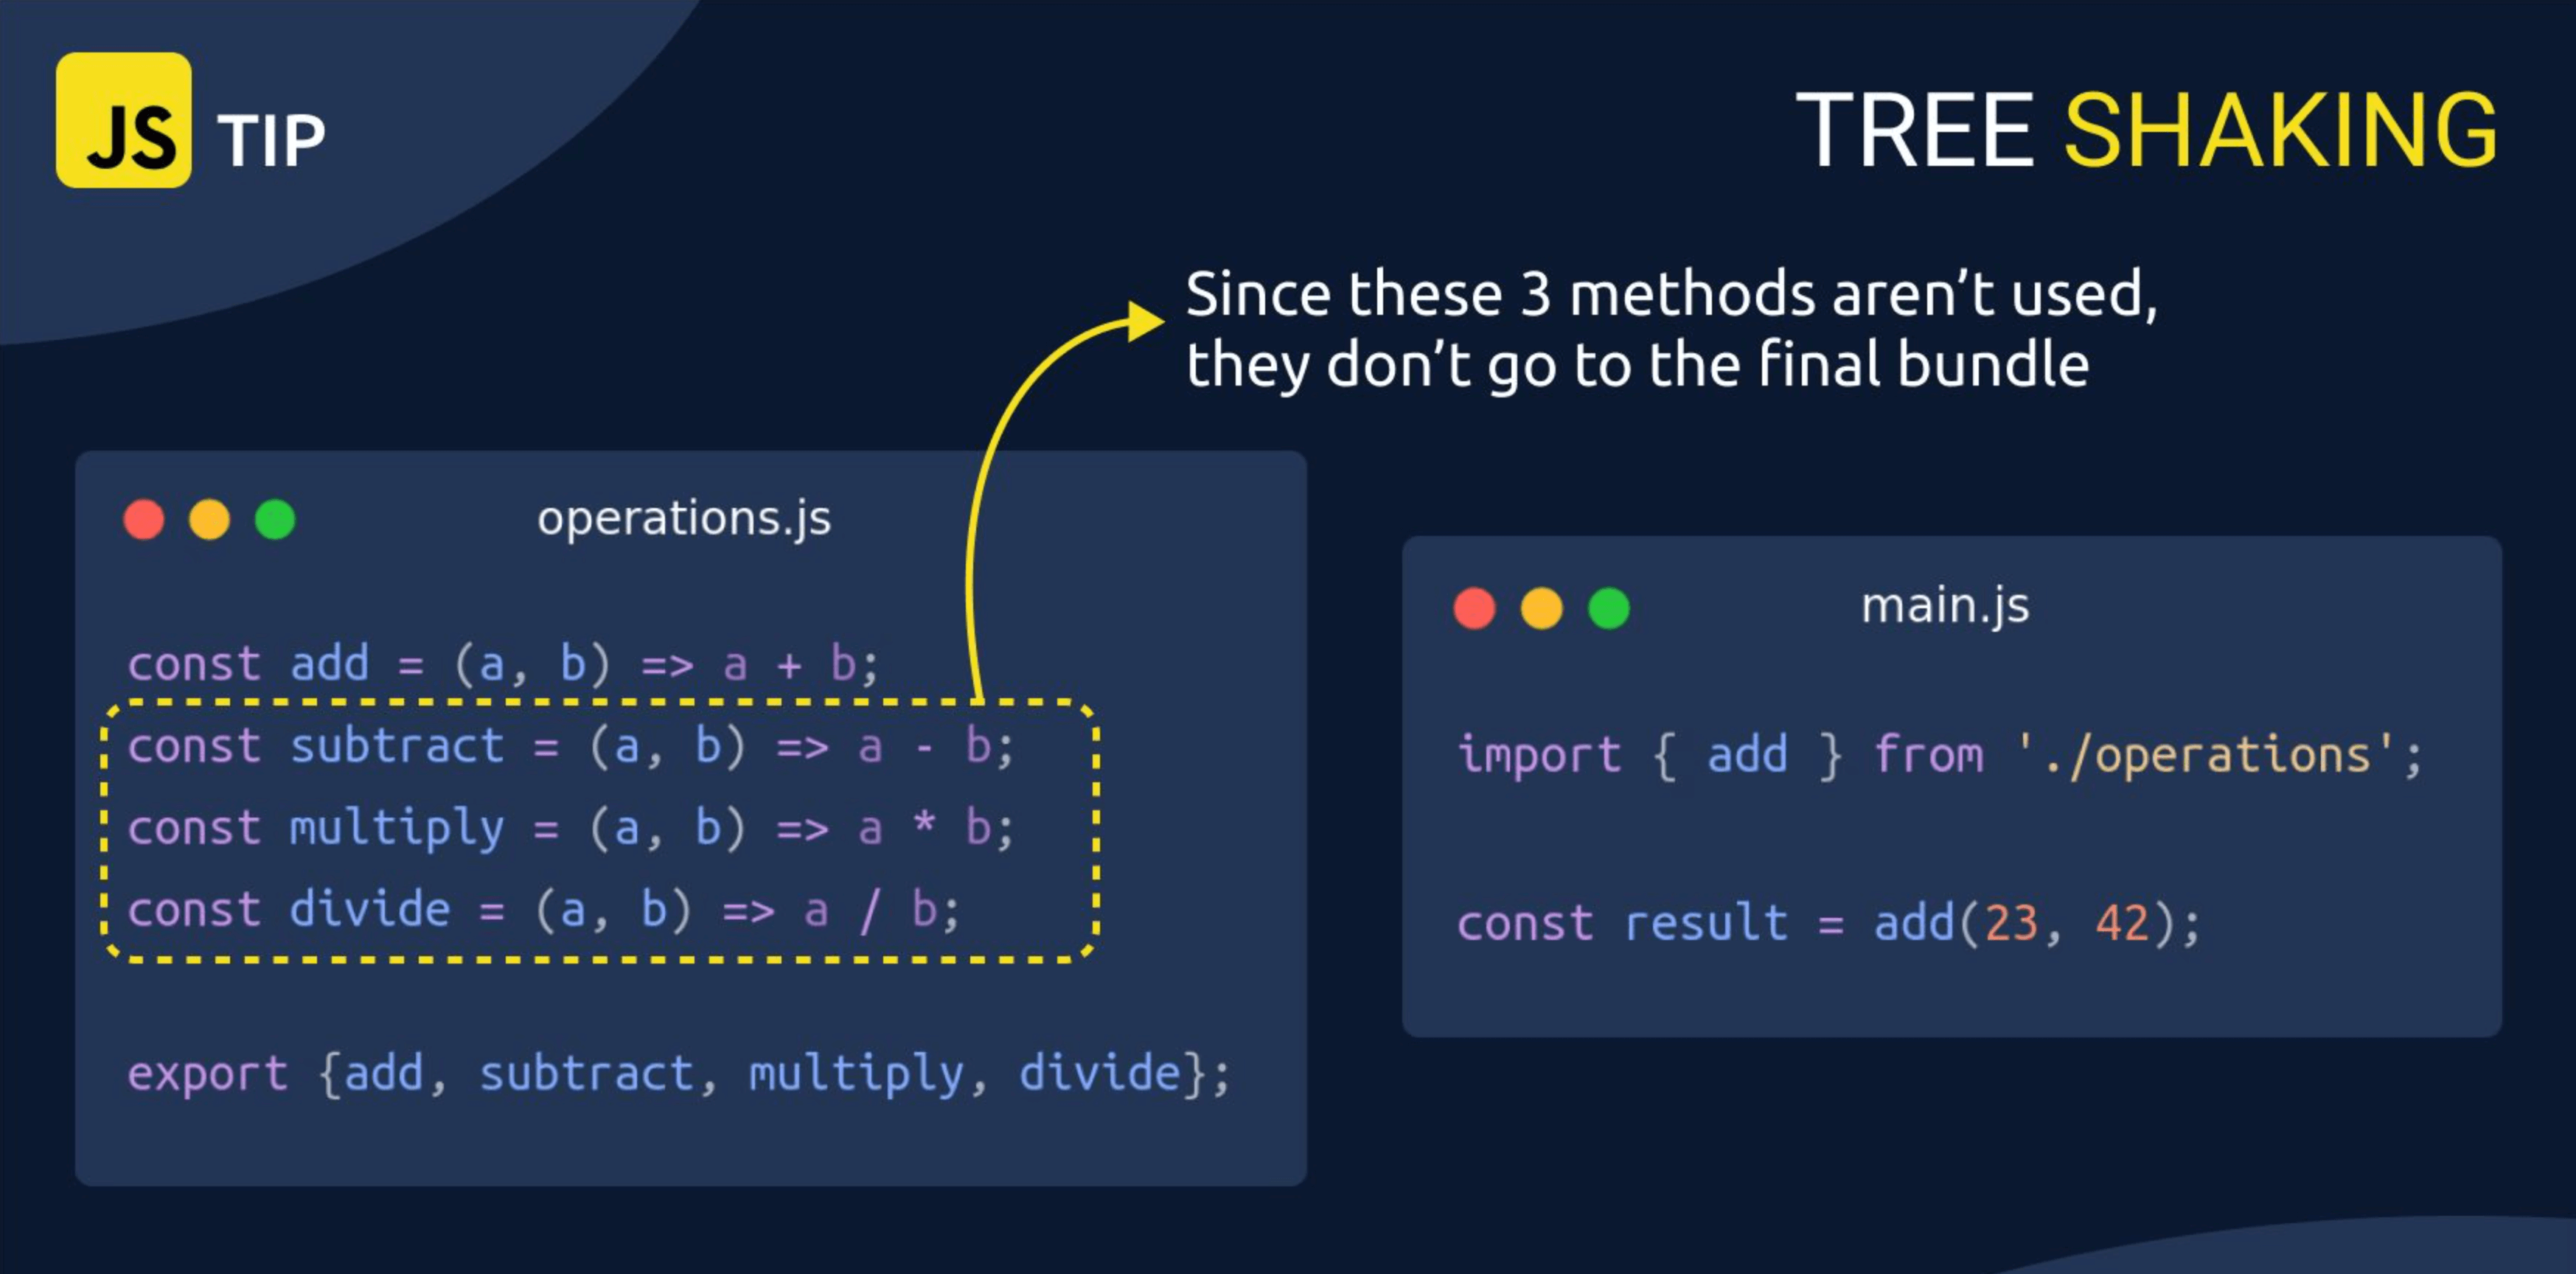 JS TIP
TREE SHAKING
Since these 3 methods aren’t used,
they don’t go to the final bundle
operations.js
const add = (a, b) => a + b;
const subtract = (a, b) => a - b;
const multiply = (a, b) => a * b;
const divide = (a, b) => a / b;
export {add, subtract, multiply, divide};
main.js
import { add } from './operations';
const result = add(23, 42);